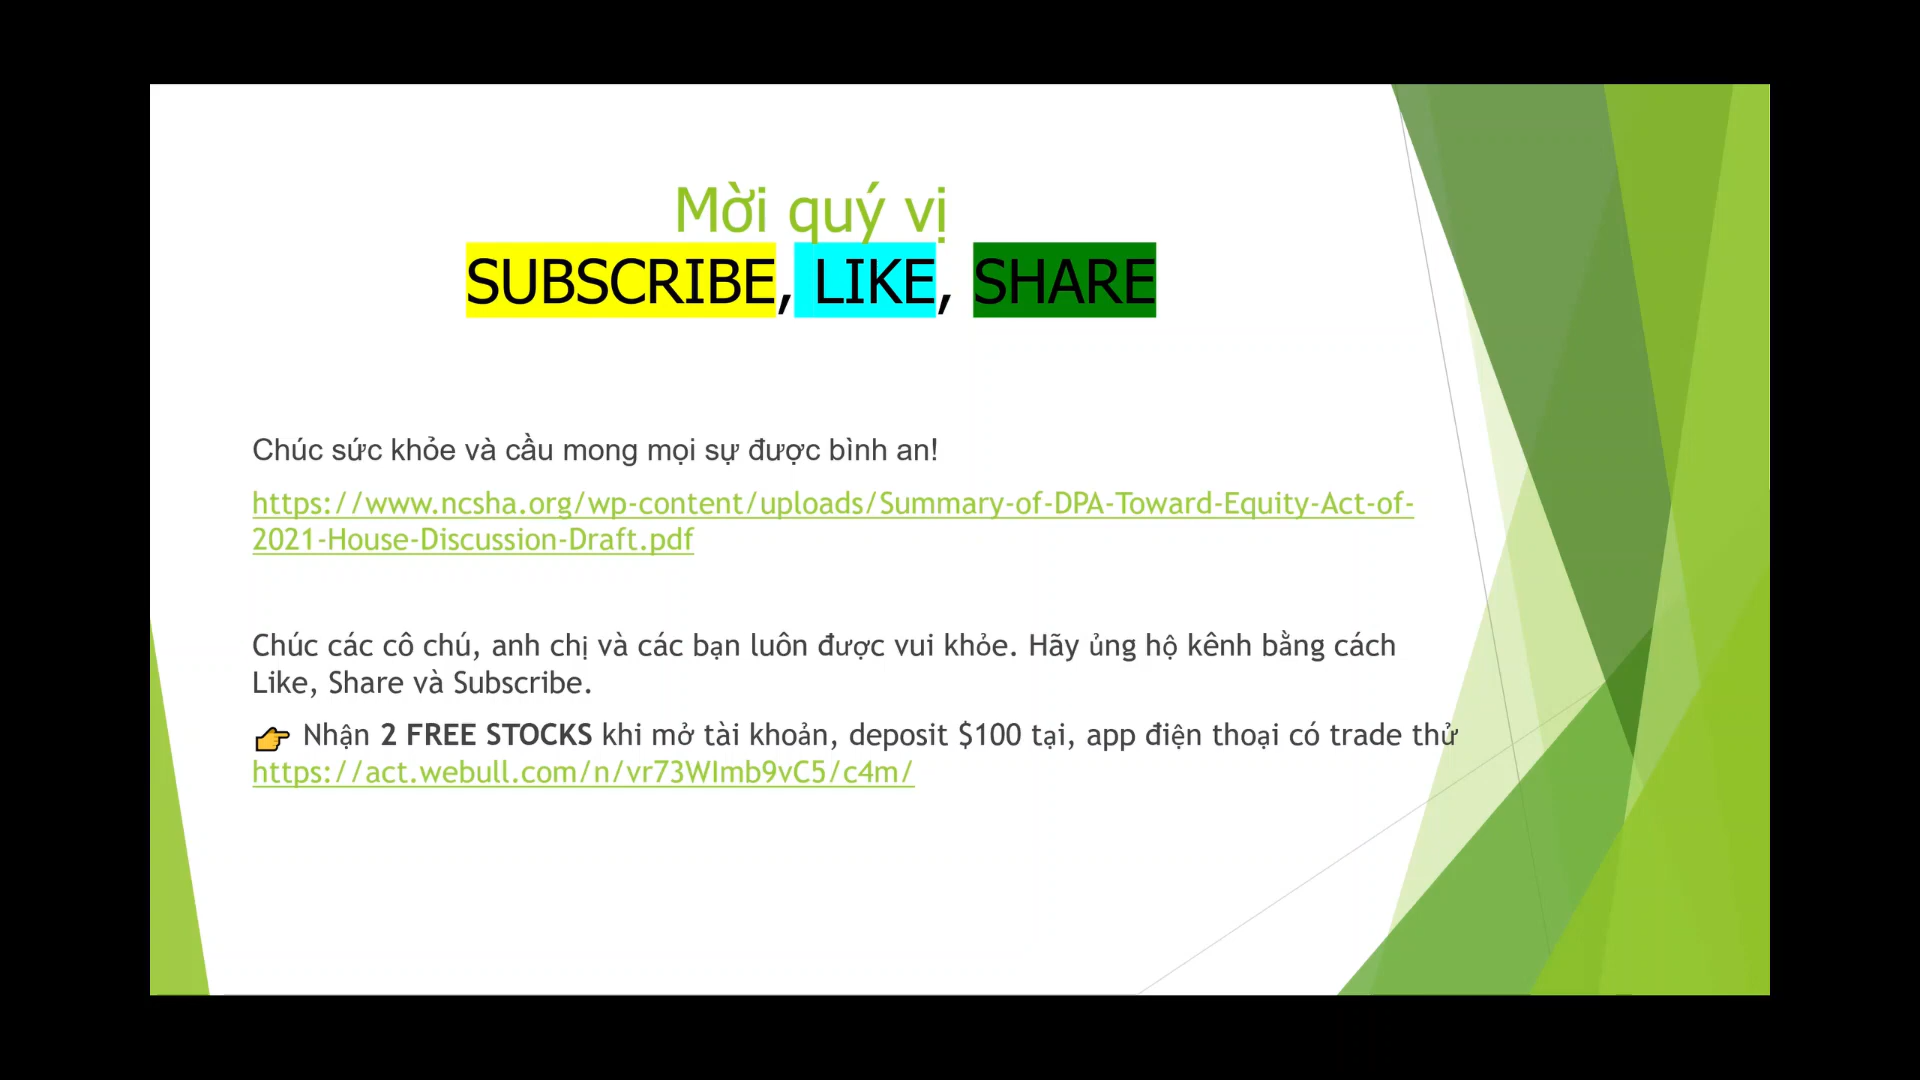 Mời quý vị
SUBSCRIBE, LIKE, SHARE
Chúc sức khỏe và cầu mong mọi sự được bình an!
https://www.ncsha.org/wp-content/uploads/Summary-of-DPA-Toward-Equity-Act-of-
2021-House-Discussion-Draft.pdf
Chúc các cô chú, anh chị và các bạn luôn được vui khỏe. Hãy ủng hộ kênh bằng cách
Like, Share và Subscribe.
👉 Nhận 2 FREE STOCKS khi mở tài khoản, deposit $100 tại, app điện thoại có trade thử
https://act.webull.com/n/vr73WImb9vC5/c4m/